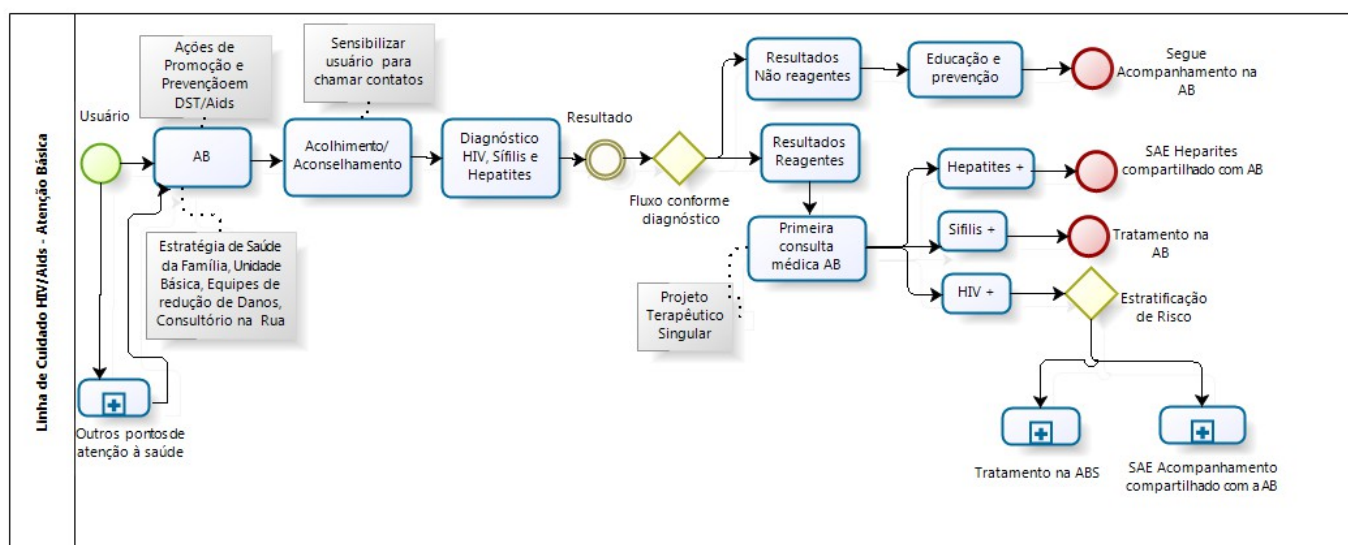 Linha de Cuidado HIV/Aids - Atenção Básica
Usuário
Ações de
Promoção e
Prevençãoem
DST/Aids
AB
Estratégia de Saúde
da Família, Unidade
Básica, Equipes de
redução de Danos,
Consultório na Rua
Outros pontos de
atenção à saúde
Sensibilizar
usuário para
chamar contatos
Acolhimento/
Aconselhamento
Diagnóstico
HIV, Sífilis e
Hepatites
Resultado
Fluxo conforme
diagnóstico
Resultados
Não reagentes
Educação e
prevenção
Segue
Acompanhamento na
AB
Resultados
Reagentes
Primeira
consulta
médica AB
Projeto
Terapêutico
Singular
Hepatites +
SAE Heparites
compartilhado com AB
Sifilis +
Tratamento na
AB
HIV +
Estratificação
de Risco
Tratamento na ABS
SAE Acompanhamento
compartilhado com a AB